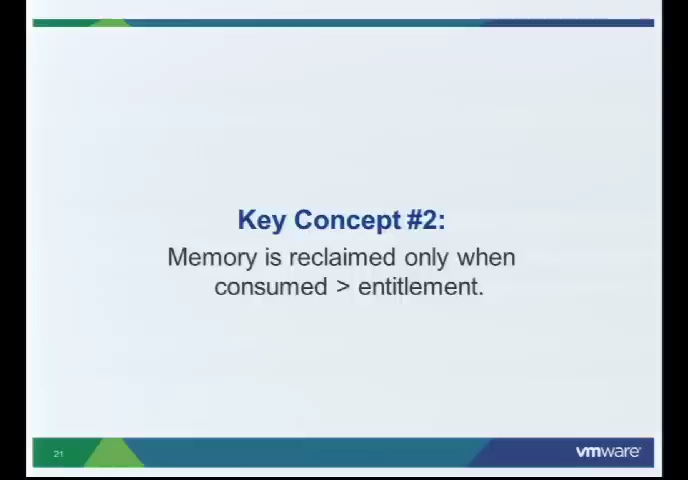 Key Concept #2:
Memory is reclaimed only when
consumed > entitlement.
21
vmware